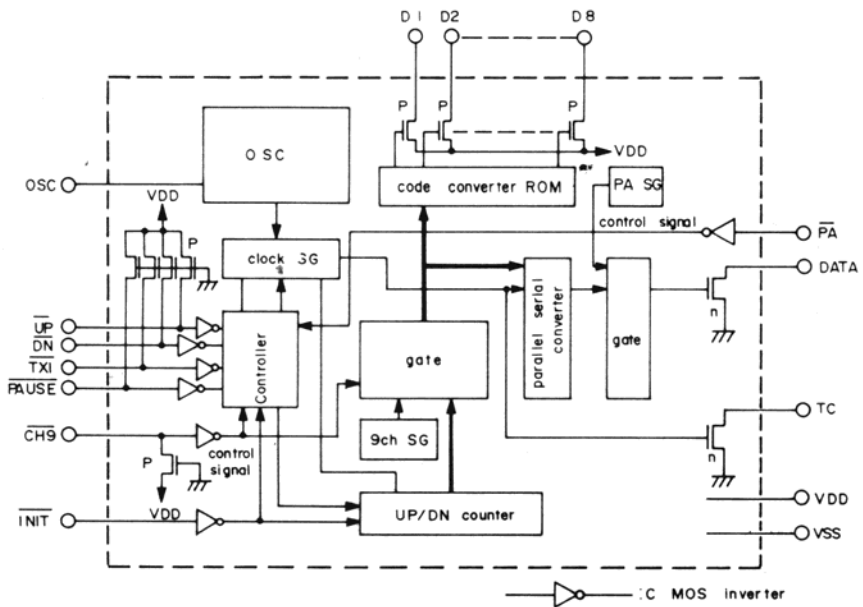 D1 D2 D8
P P P
OSC
VDD
OSC
code converter ROM
PA SG
VDD
P
clock SG
control signal
PA
DATA
UP
DN
TX1
PAUSE
Controller
gate
parallel serial
converter
gate
n
CH9
control
signal
9ch SG
TC
n
P
VDD
VDD
INIT
UP/DN counter
VSS
C MOS inverter